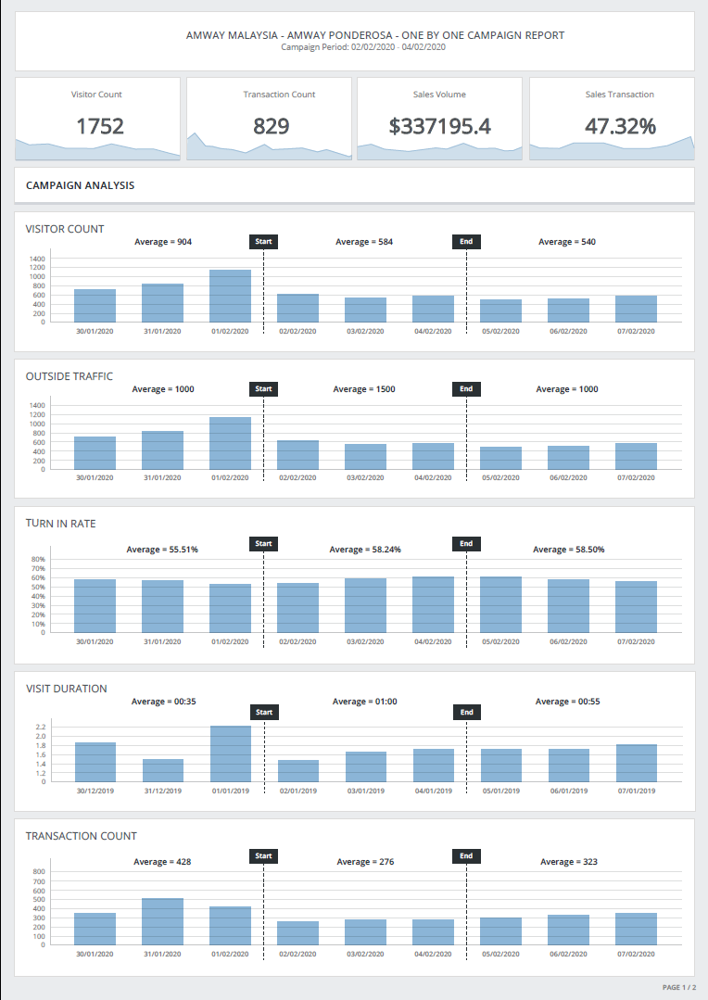 AMWAY MALAYSIA - AMWAY PONDEROSA - ONE BY ONE CAMPAIGN REPORT
Campaign Period: 02/02/2020 - 04/02/2020
Visitor Count
1752
Transaction Count
829
Sales Volume
$337195.4
Sales Transaction
47.32%
CAMPAIGN ANALYSIS
VISITOR COUNT
Average = 904 Start Average = 584 End Average = 540
1400
1200
1000
800
600
400
200
0
30/01/2020 31/01/2020 01/02/2020 02/02/2020 03/02/2020 04/02/2020 05/02/2020 06/02/2020 07/02/2020
OUTSIDE TRAFFIC
Average = 1000 Start Average = 1500 End Average = 1000
1400
1200
1000
800
600
400
200
0
30/01/2020 31/01/2020 01/02/2020 02/02/2020 03/02/2020 04/02/2020 05/02/2020 06/02/2020 07/02/2020
TURN IN RATE
Average = 55.51% Start Average = 58.24% End Average = 58.50%
80%
70%
60%
50%
40%
30%
20%
10%
0
30/01/2020 31/01/2020 01/02/2020 02/02/2020 03/02/2020 04/02/2020 05/02/2020 06/02/2020 07/02/2020
VISIT DURATION
Average = 00:35 Start Average = 01:00 End Average = 00:55
2.2
2.0
1.8
1.6
1.4
1.2
0
30/12/2019 31/12/2019 01/01/2019 02/01/2019 03/01/2019 04/01/2019 05/01/2019 06/01/2019 07/01/2019
TRANSACTION COUNT
Average = 428 Start Average = 276 End Average = 323
800
700
600
500
400
300
200
100
0
30/01/2020 31/01/2020 01/02/2020 02/02/2020 03/02/2020 04/02/2020 05/02/2020 06/02/2020 07/02/2020
PAGE 1 / 2